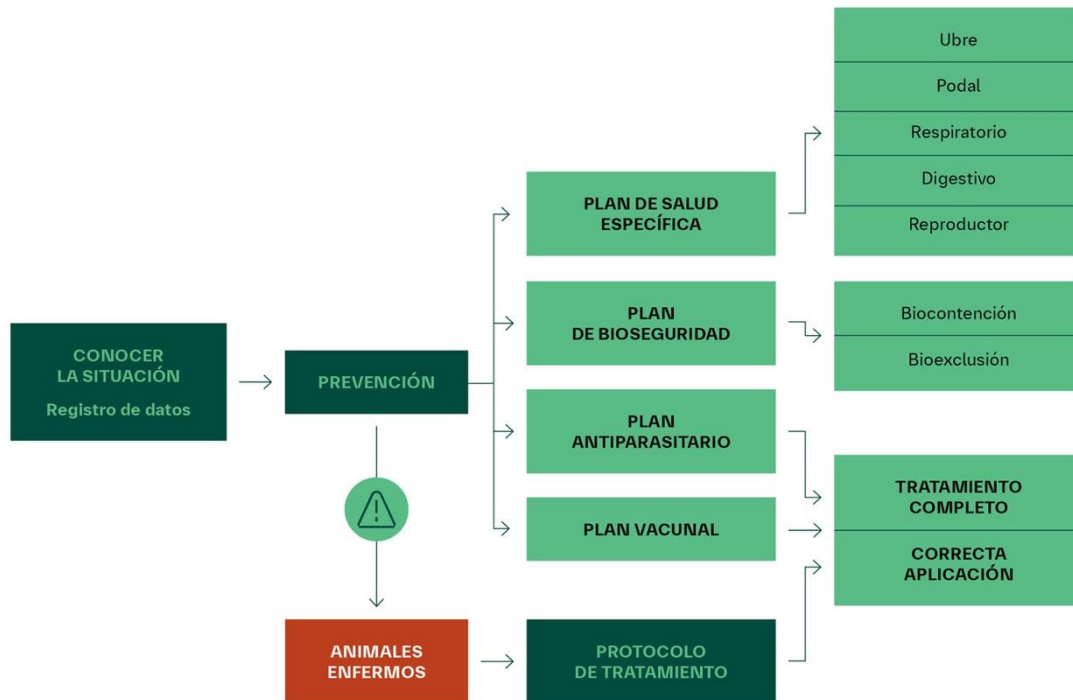 CONOCER
LA SITUACIÓN
Registro de datos
PREVENCIÓN
PLAN DE SALUD
ESPECÍFICA
Ubre
Podal
Respiratorio
Digestivo
Reproductor
PLAN
DE BIOSEGURIDAD
Biocontención
Bioexclusión
PLAN
ANTIPARASITARIO
PLAN VACUNAL
TRATAMIENTO
COMPLETO
CORRECTA
APLICACIÓN
ANIMALES
ENFERMOS
PROTOCOLO
DE TRATAMIENTO